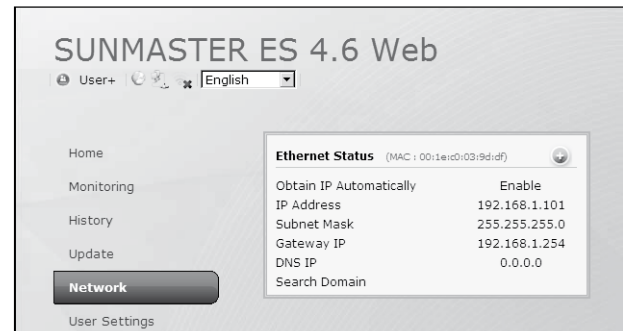 SUNMASTER ES 4.6 Web
User+ English
Home
Monitoring
History
Update
Network
User Settings
Ethernet Status (MAC : 00:1e:c0:03:9d:df)
Obtain IP Automatically Enable
IP Address 192.168.1.101
Subnet Mask 255.255.255.0
Gateway IP 192.168.1.254
DNS IP 0.0.0.0
Search Domain